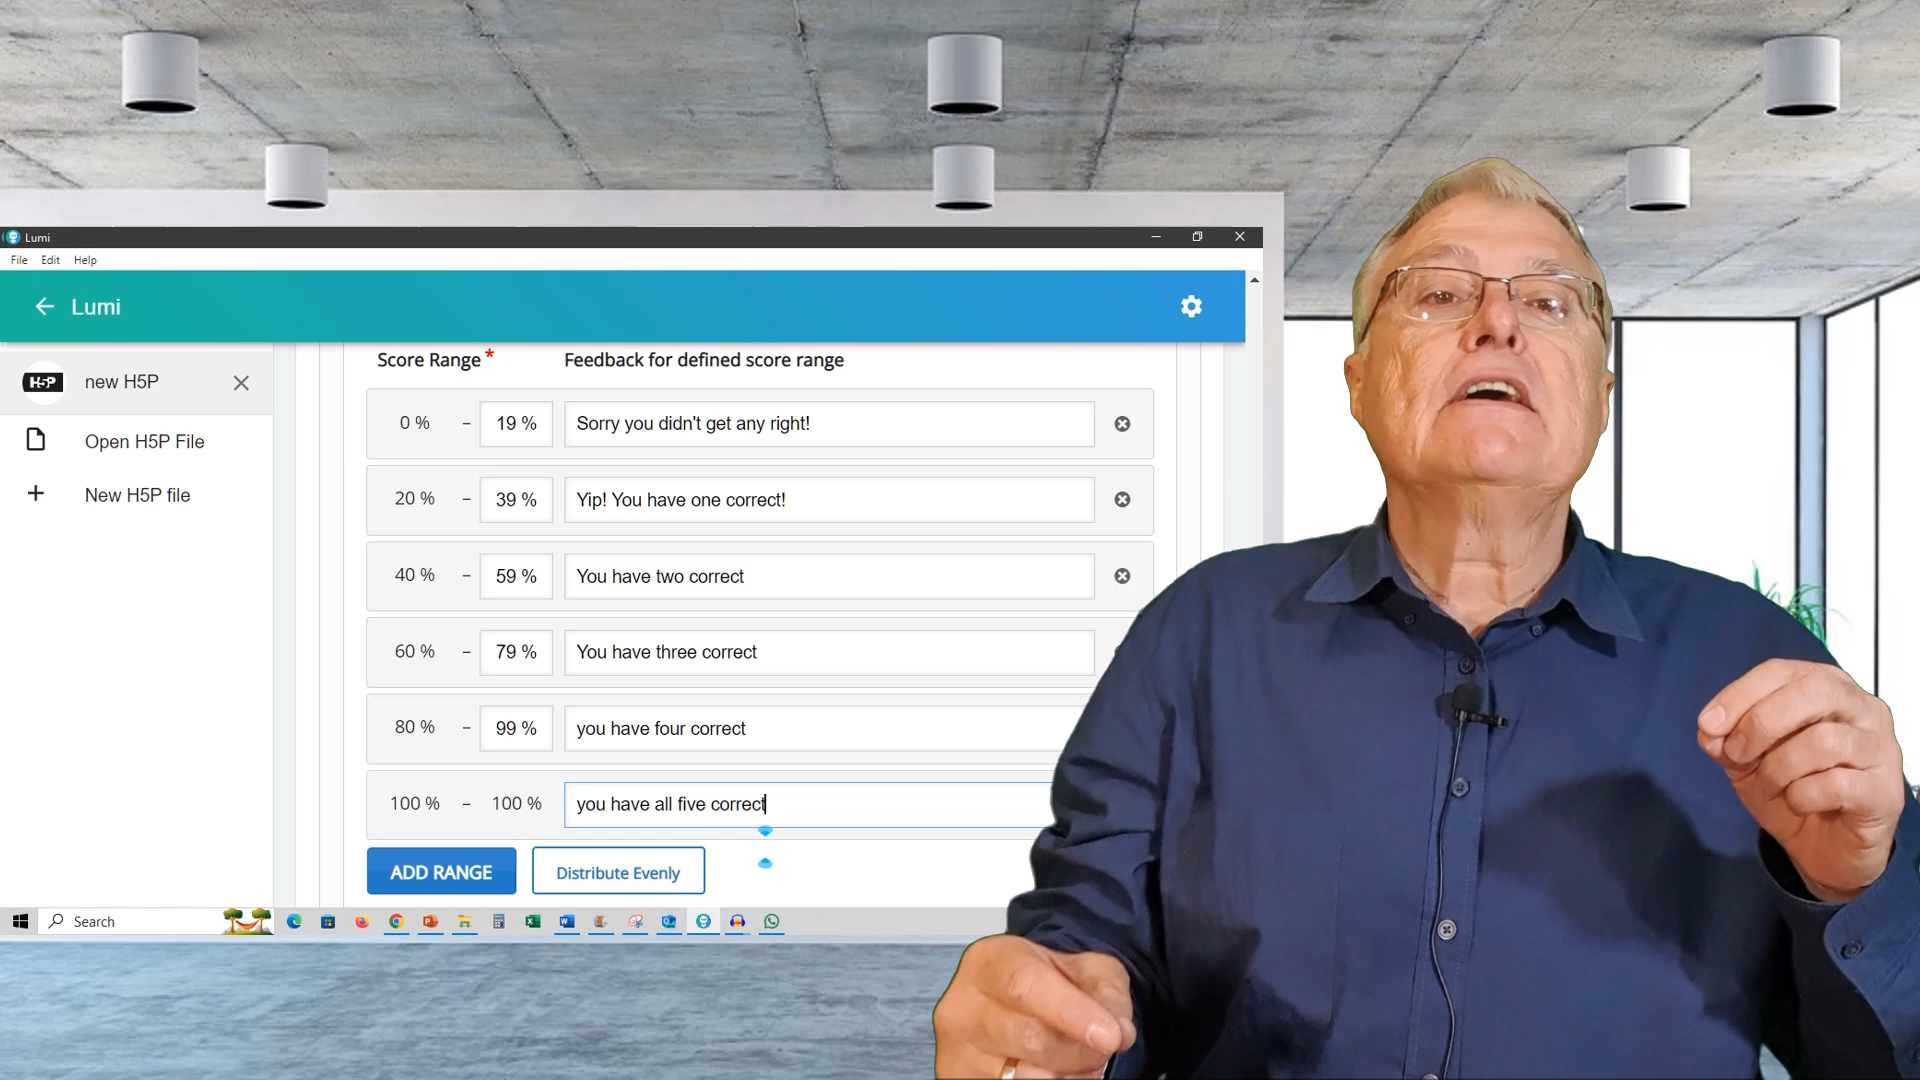 Lumi
File Edit Help
Lumi
Score Range * Feedback for defined score range
H5P new H5P
0 % – 19 % Sorry you didn't get any right!
Open H5P File
New H5P file
20 % – 39 % Yip! You have one correct!
40 % – 59 % You have two correct
60 % – 79 % You have three correct
80 % – 99 % you have four correct
100 % – 100 % you have all five correct
ADD RANGE Distribute Evenly
Search